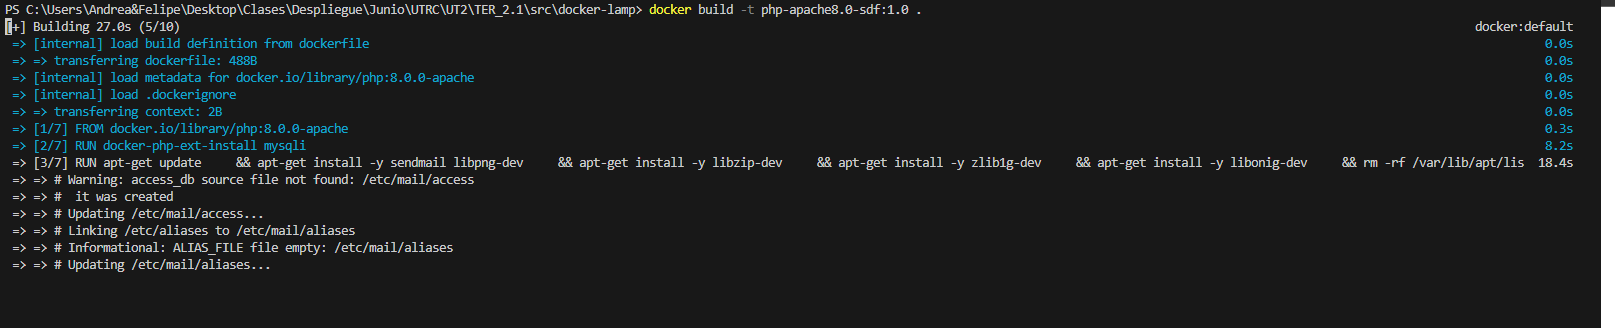 PS C:\Users\Andrea&Felipe\Desktop\Clases\Despliegue\Junio\UTRC\UT2\TER_2.1\src\docker-lamp> docker build -t php-apache8.0-sdf:1.0 .
[+] Building 27.0s (5/10) docker:default
=> [internal] load build definition from dockerfile 0.0s
=> => transferring dockerfile: 488B 0.0s
=> [internal] load metadata for docker.io/library/php:8.0.0-apache 0.0s
=> [internal] load .dockerignore 0.0s
=> => transferring context: 2B 0.0s
=> [1/7] FROM docker.io/library/php:8.0.0-apache 0.3s
=> [2/7] RUN docker-php-ext-install mysqli 8.2s
=> [3/7] RUN apt-get update && apt-get install -y sendmail libpng-dev && apt-get install -y libzip-dev && apt-get install -y zlib1g-dev && apt-get install -y libonig-dev && rm -rf /var/lib/apt/lis 18.4s
=> => # Warning: access_db source file not found: /etc/mail/access
=> => # it was created
=> => # Updating /etc/mail/access...
=> => # Linking /etc/aliases to /etc/mail/aliases
=> => # Informational: ALIAS_FILE file empty: /etc/mail/aliases
=> => # Updating /etc/mail/aliases...